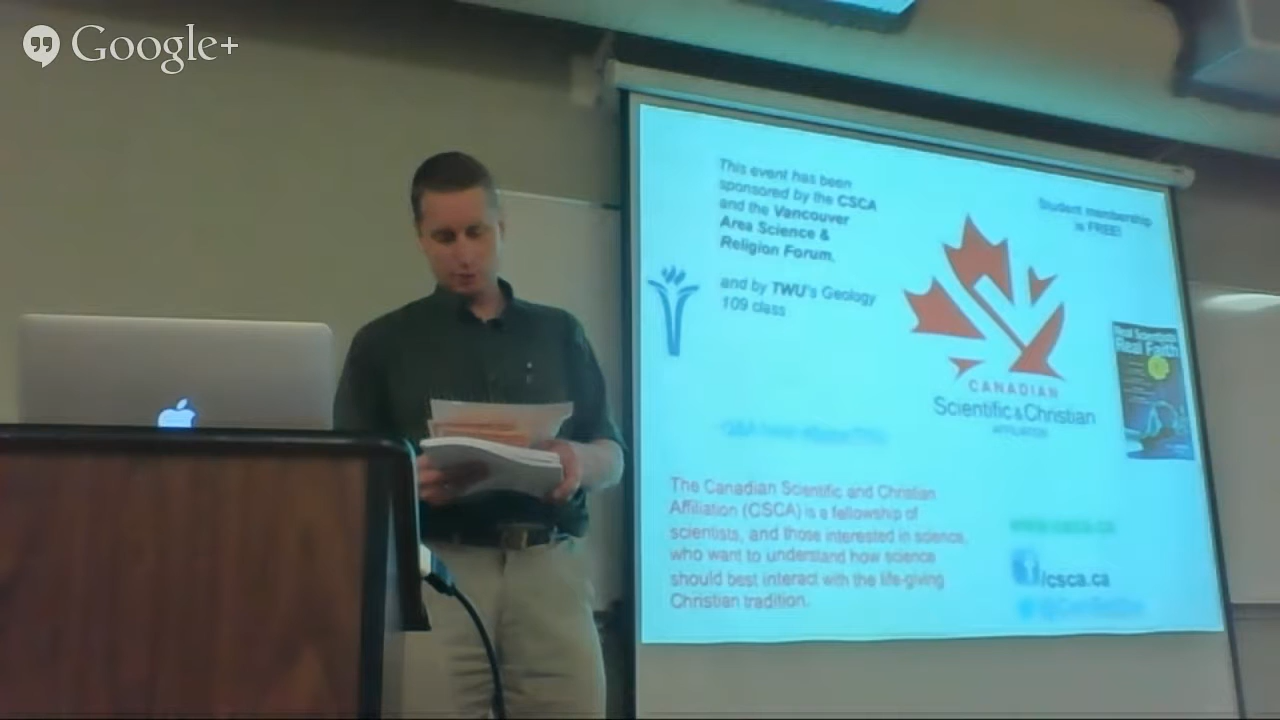 Google+
This event has been
sponsored by the CSCA
and the Vancouver
Area Science &
Religion Forum,
and by TWU's Geology
109 class
Student membership
is FREE!
CANADIAN
Scientific & Christian
AFFILIATION
Real Scientists
Real Faith
The Canadian Scientific and Christian
Affiliation (CSCA) is a fellowship of
scientists, and those interested in science,
who want to understand how science
should best interact with the life-giving
Christian tradition.
www.csca.ca
/csca.ca